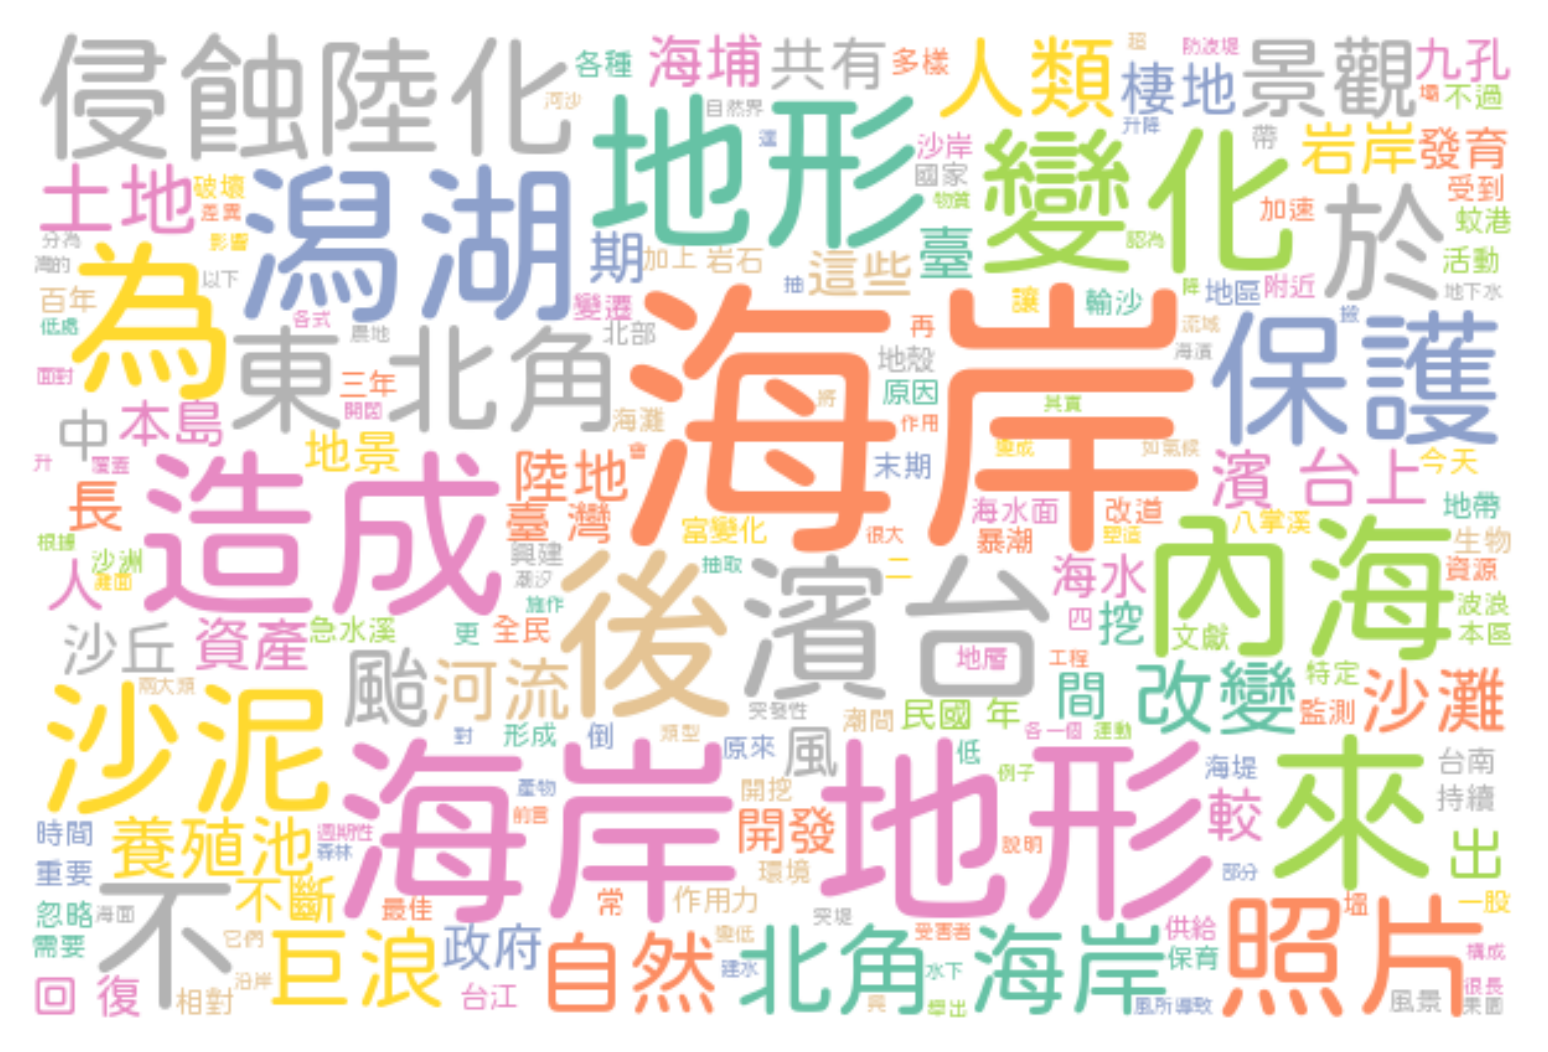 侵蝕陸化 各種 海埔 共有 多樣 人類 超 防波堤 棲地 景觀 九孔
河沙 自然界 升降 壩 不過
地形 沙岸 變化 帶 岩岸 發育
土地 破壞 潟湖 國家 受到
差異 物質 加速 於 蚊港
分為 影響 期 加上 岩石 這些 臺 認為 活動
灣的 為 以下 抽 讓 輸沙 降 地區 附近 地下水
百年 變遷
低處 各式 農地 北部 海岸 再 流域 保護
東北角 地殼 海濱
面對 三年 原因
中 本島 開闊 海灘 將 作用 其實
升 覆蓋 地景 會 末期 變成 如氣候 濱 台上 今天
長 造成 陸地 海水面 改道 地帶
臺灣 富變化 很大 暴潮 塑造 八掌溪
根據 沙洲 興建 後 抽取 二 內海 生物
人 灘面 潮汐 濱台 海水 資源
施作 四 挖 波浪
沙丘 資產 急水溪 更 全民 文獻 本區
颱 河流 地層 工程 間 改變 特定 沙灘
沙泥 兩大類 突發性 潮間 民國 年 監測
對 形成 倒 類型 原來 風 各一個 運動
海岸地形 低 海堤 來 台南
產物 開挖 例子 較 持續
時間 養殖池 週期性 前言 開發 說明 出
森林
重要 環境 部分
不 不斷 最佳 常 作用力 照片 一股
忽略 海面 突堤
需要 它們 巨浪 政府 自然 變低 北角 受害者 海岸 供給 構成
建水 水下 保育
回 復 沿岸 台江 很長
相對 舉出 風所導致 風景 果園